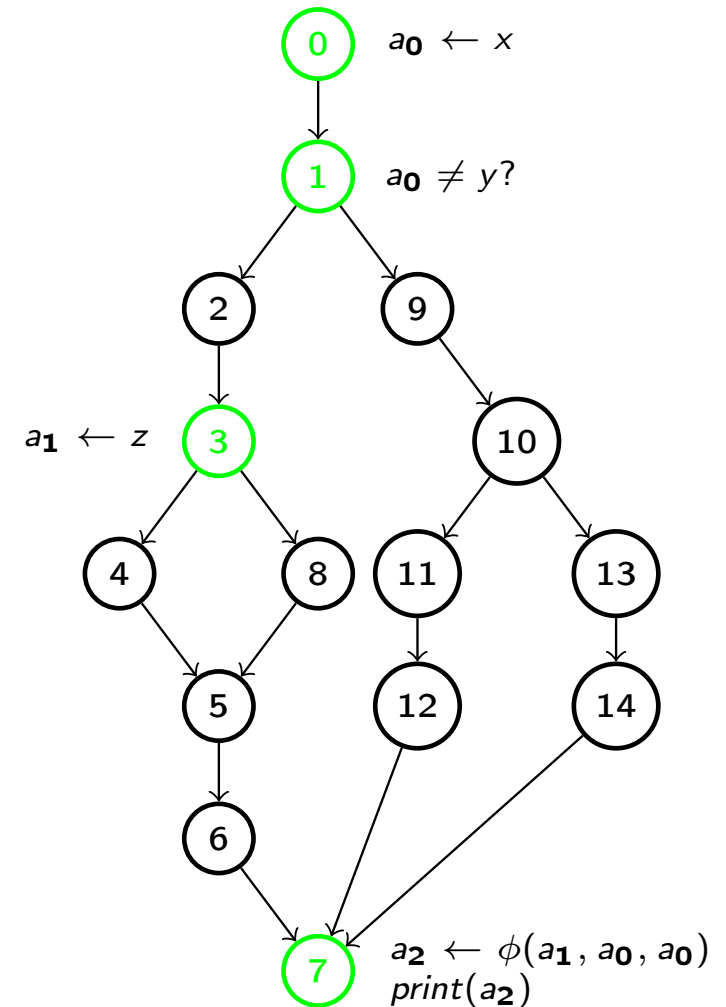 0 a₀ ← x
1 a₀ ≠ y?
2 9
a₁ ← z 3 10
4 8 11 13
5 12 14
6
7 a₂ ← ϕ(a₁, a₀, a₀)
print(a₂)